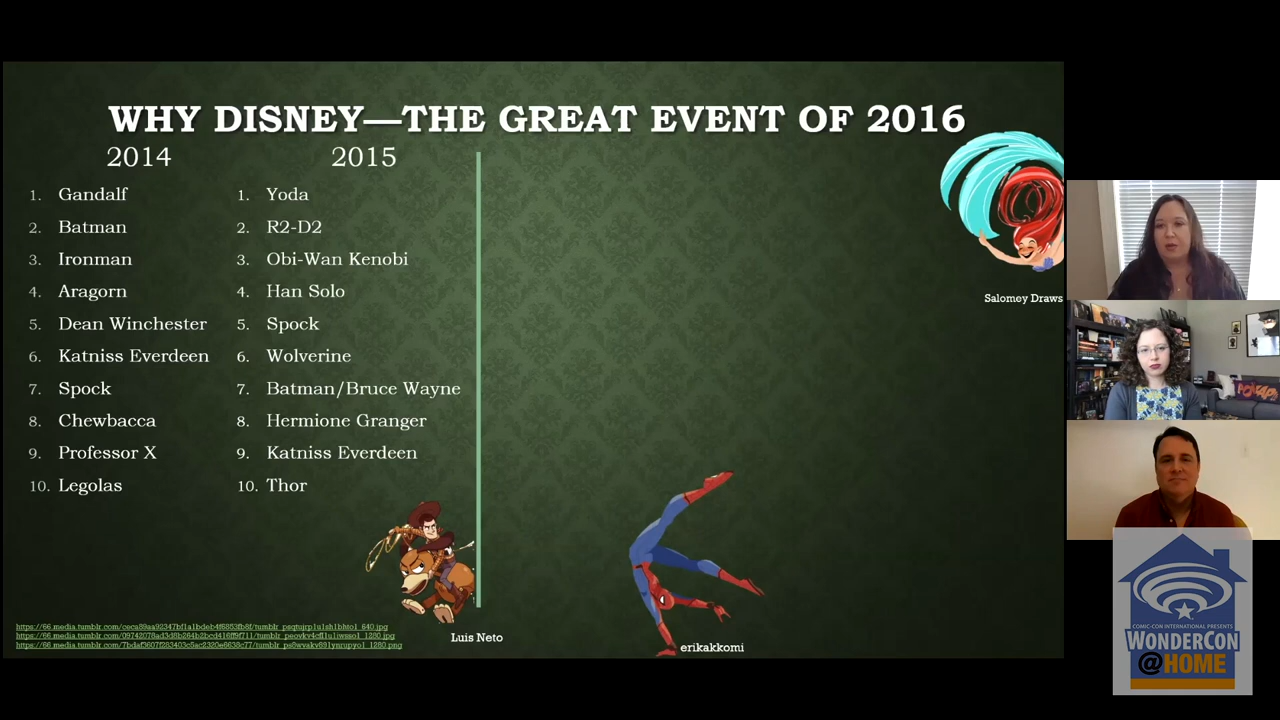 WHY DISNEY—THE GREAT EVENT OF 2016
2014
1. Gandalf
2. Batman
3. Ironman
4. Aragorn
5. Dean Winchester
6. Katniss Everdeen
7. Spock
8. Chewbacca
9. Professor X
10. Legolas
2015
1. Yoda
2. R2-D2
3. Obi-Wan Kenobi
4. Han Solo
5. Spock
6. Wolverine
7. Batman/Bruce Wayne
8. Hermione Granger
9. Katniss Everdeen
10. Thor
Salomey Draws
Luis Neto
erikakkomi
COMIC-CON INTERNATIONAL PRESENTS
WONDERCON
@HOME